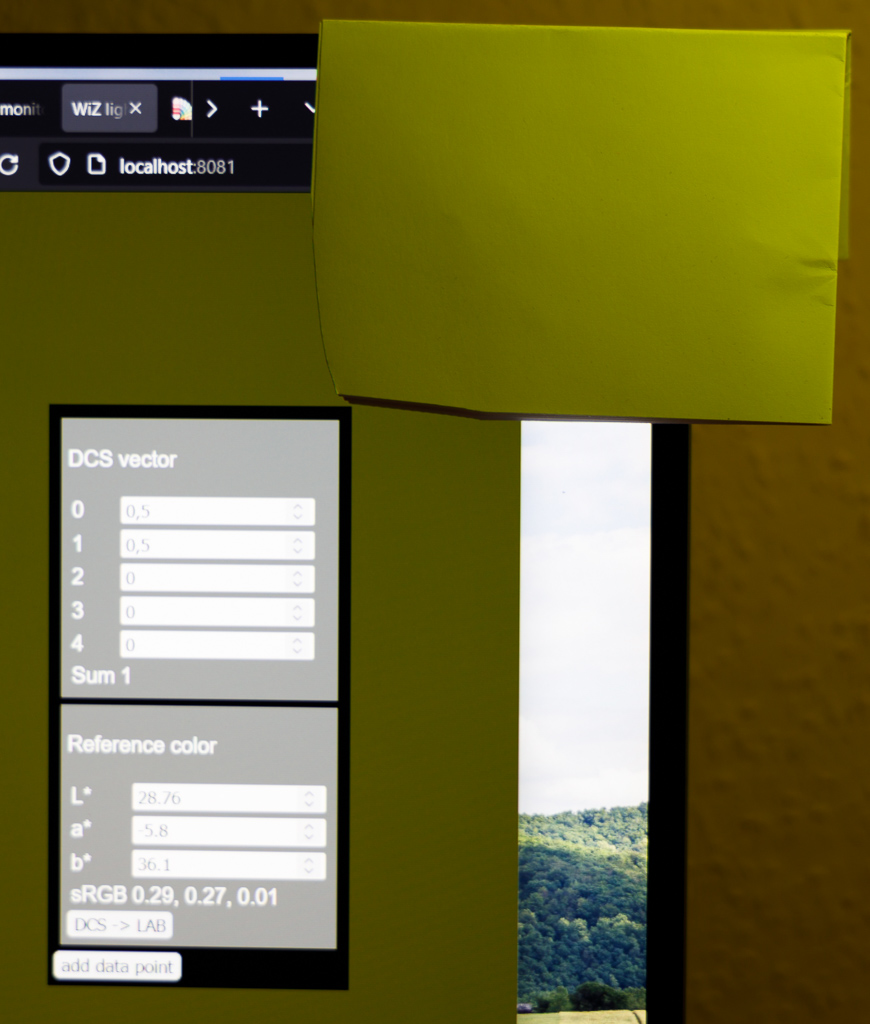 monit
WiZ lig
localhost:8081
DCS vector
0 0,5
1 0,5
2 0
3 0
4 0
Sum 1
Reference color
L* 28.76
a* -5.8
b* 36.1
sRGB 0.29, 0.27, 0.01
DCS -> LAB
add data point